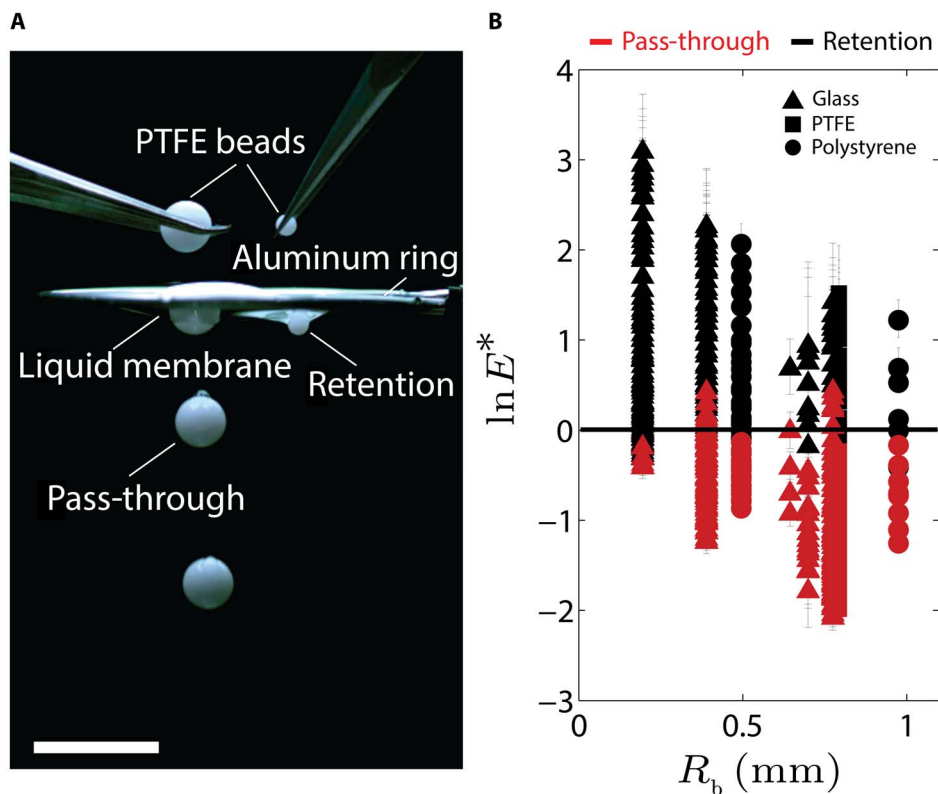 A
PTFE beads
Aluminum ring
Liquid membrane
Retention
Pass-through
B
Pass-through
Retention
Glass
PTFE
Polystyrene
4
3
2
1
0
−1
−2
−3
ln E*
0
0.5
1
R_b (mm)